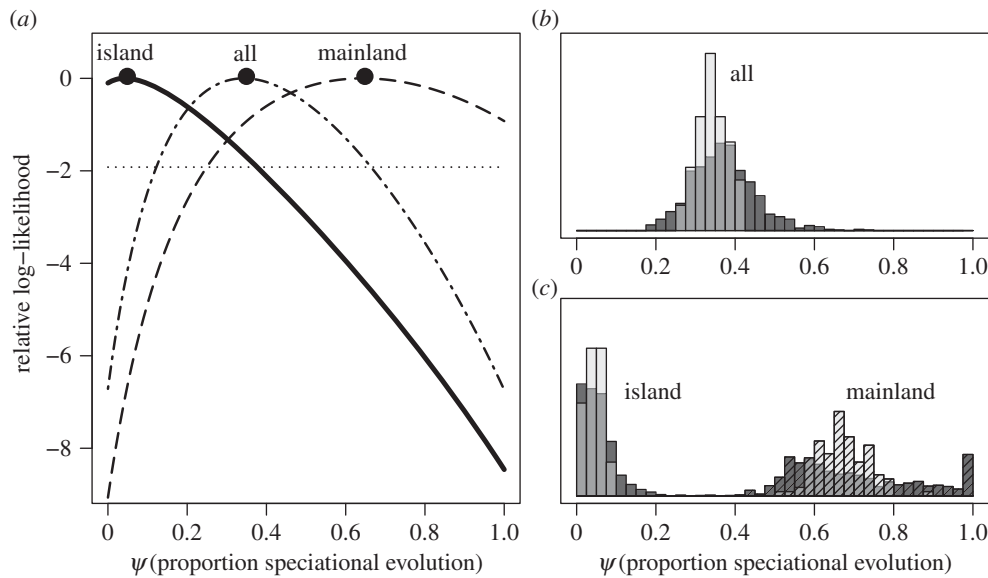 (a)
island all mainland
0
−2
−4
−6
−8
relative log−likelihood
0.0 0.2 0.4 0.6 0.8 1.0
ψ(proportion speciational evolution)
(b)
all
0 0.2 0.4 0.6 0.8 1.0
(c)
island mainland
0 0.2 0.4 0.6 0.8 1.0
ψ(proportion speciational evolution)